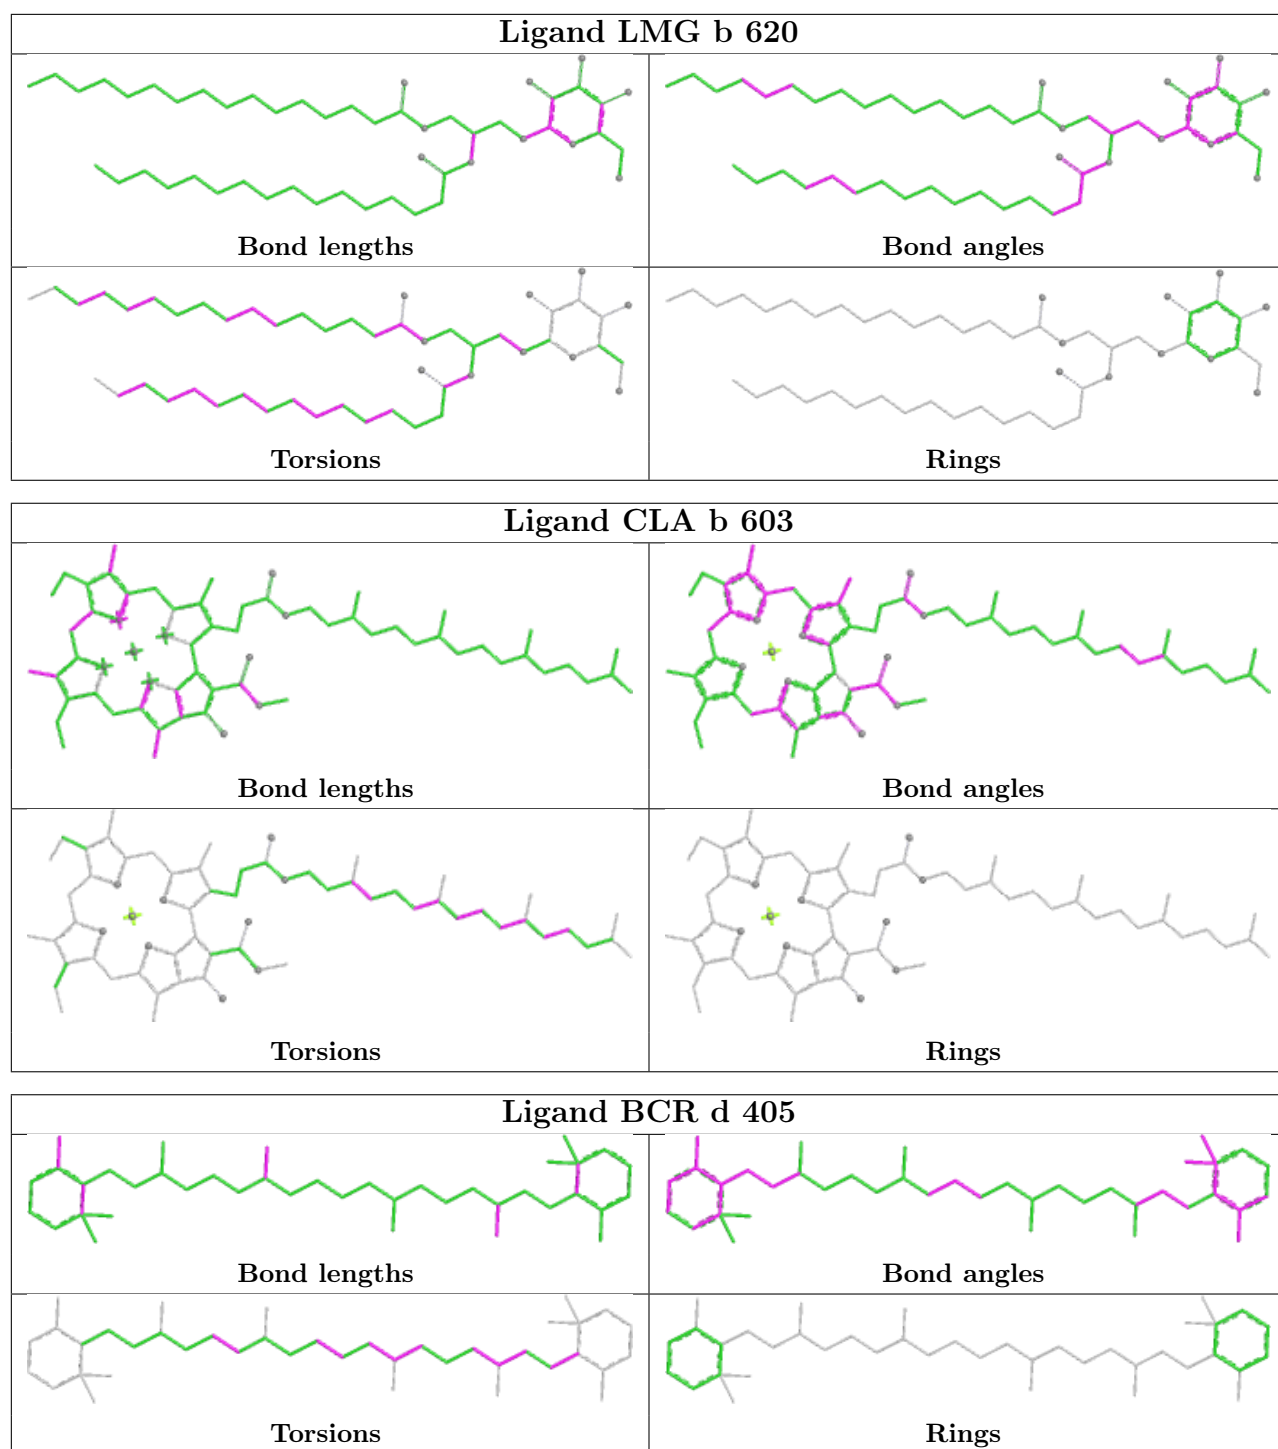 Ligand LMG b 620
Bond lengths
Bond angles
Torsions
Rings
Ligand CLA b 603
Bond lengths
Bond angles
Torsions
Rings
Ligand BCR d 405
Bond lengths
Bond angles
Torsions
Rings